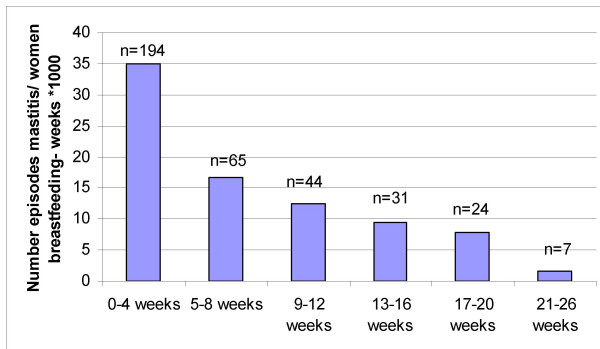 Number episodes mastitis/ women
breastfeeding- weeks *1000
40
35
30
25
20
15
10
5
0
n=194
n=65
n=44
n=31
n=24
n=7
0-4 weeks
5-8 weeks
9-12
weeks
13-16
weeks
17-20
weeks
21-26
weeks